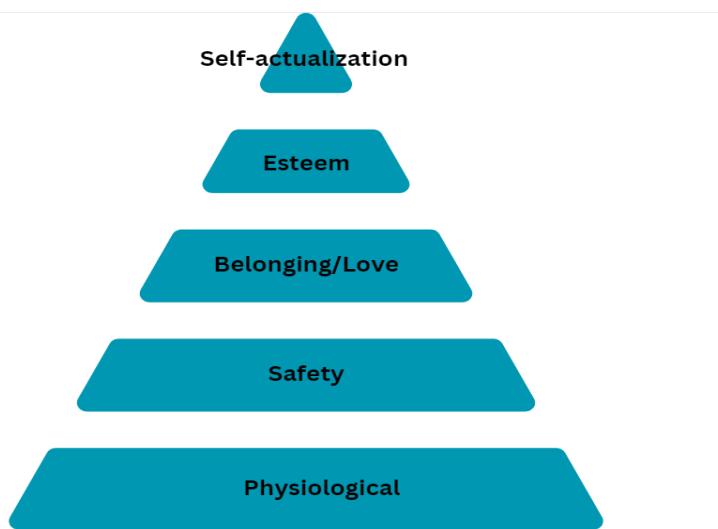 Self-actualization
Esteem
Belonging/Love
Safety
Physiological